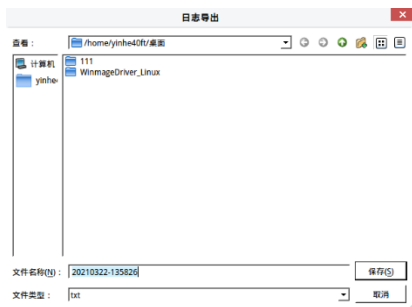 日志导出
查看： /home/yinhe40ft/桌面
计算机
yinhe
111
WinmageDriver_Linux
文件名称(N)： 20210322-135826 保存(S)
文件类型： txt 取消